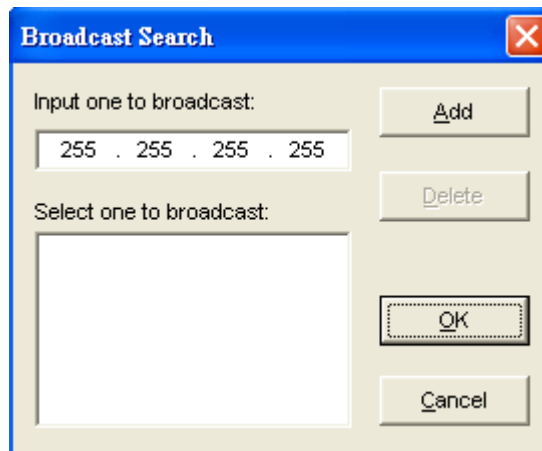 Broadcast Search
Input one to broadcast:
Add
255 . 255 . 255 . 255
Delete
Select one to broadcast:
OK
Cancel